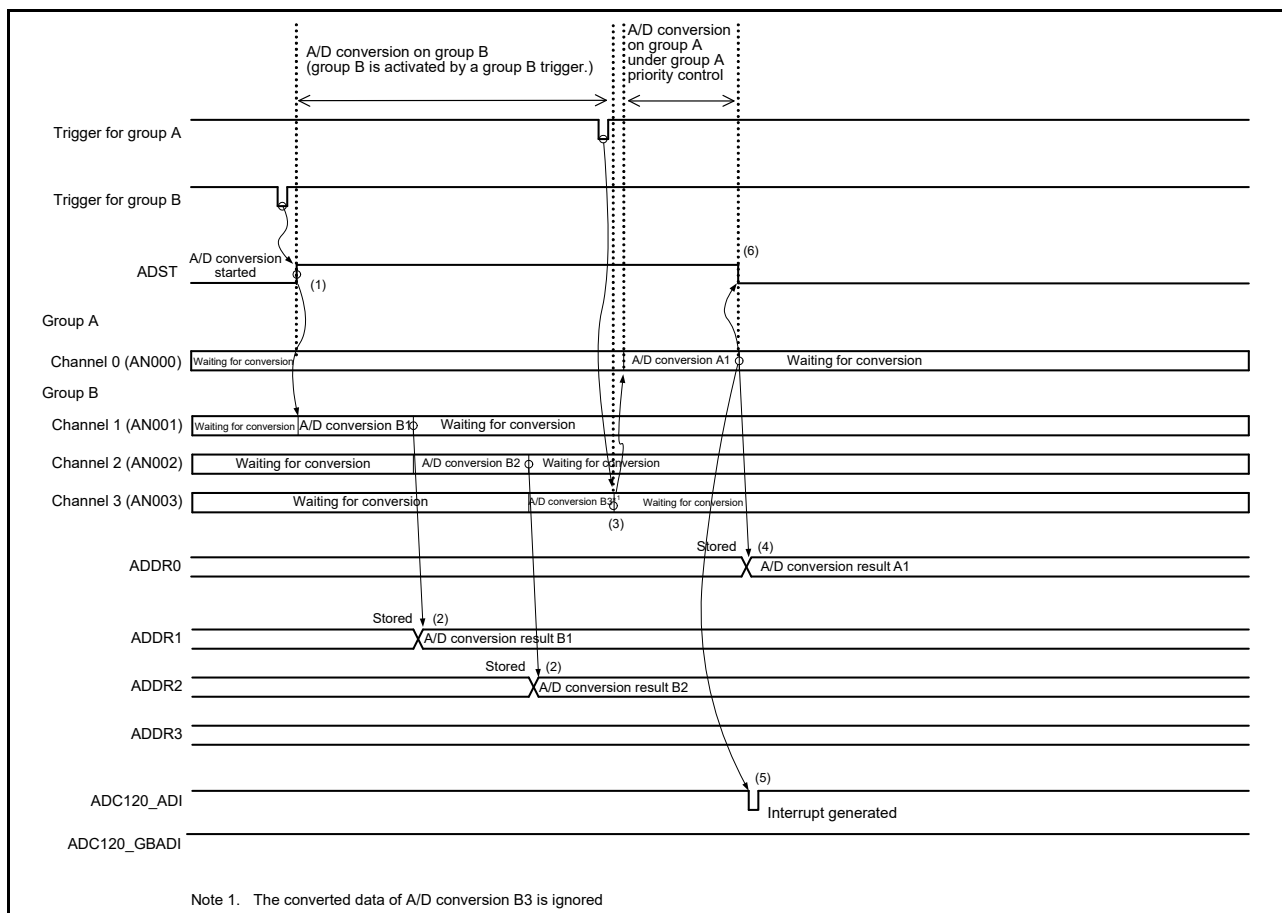 A/D conversion on group B
(group B is activated by a group B trigger.)
A/D conversion
on group A
under group A
priority control
Trigger for group A
Trigger for group B
A/D conversion
started
ADST
(1)
(6)
Group A
Channel 0 (AN000)
Waiting for conversion
A/D conversion A1
Waiting for conversion
Group B
Channel 1 (AN001)
Waiting for conversion
A/D conversion B1
Waiting for conversion
Channel 2 (AN002)
Waiting for conversion
A/D conversion B2
Waiting for conversion
Channel 3 (AN003)
Waiting for conversion
A/D conversion B3*1
Waiting for conversion
(3)
ADDR0
Stored
(4)
A/D conversion result A1
ADDR1
Stored
(2)
A/D conversion result B1
ADDR2
Stored
(2)
A/D conversion result B2
ADDR3
ADC120_ADI
(5)
Interrupt generated
ADC120_GBADI
Note 1. The converted data of A/D conversion B3 is ignored